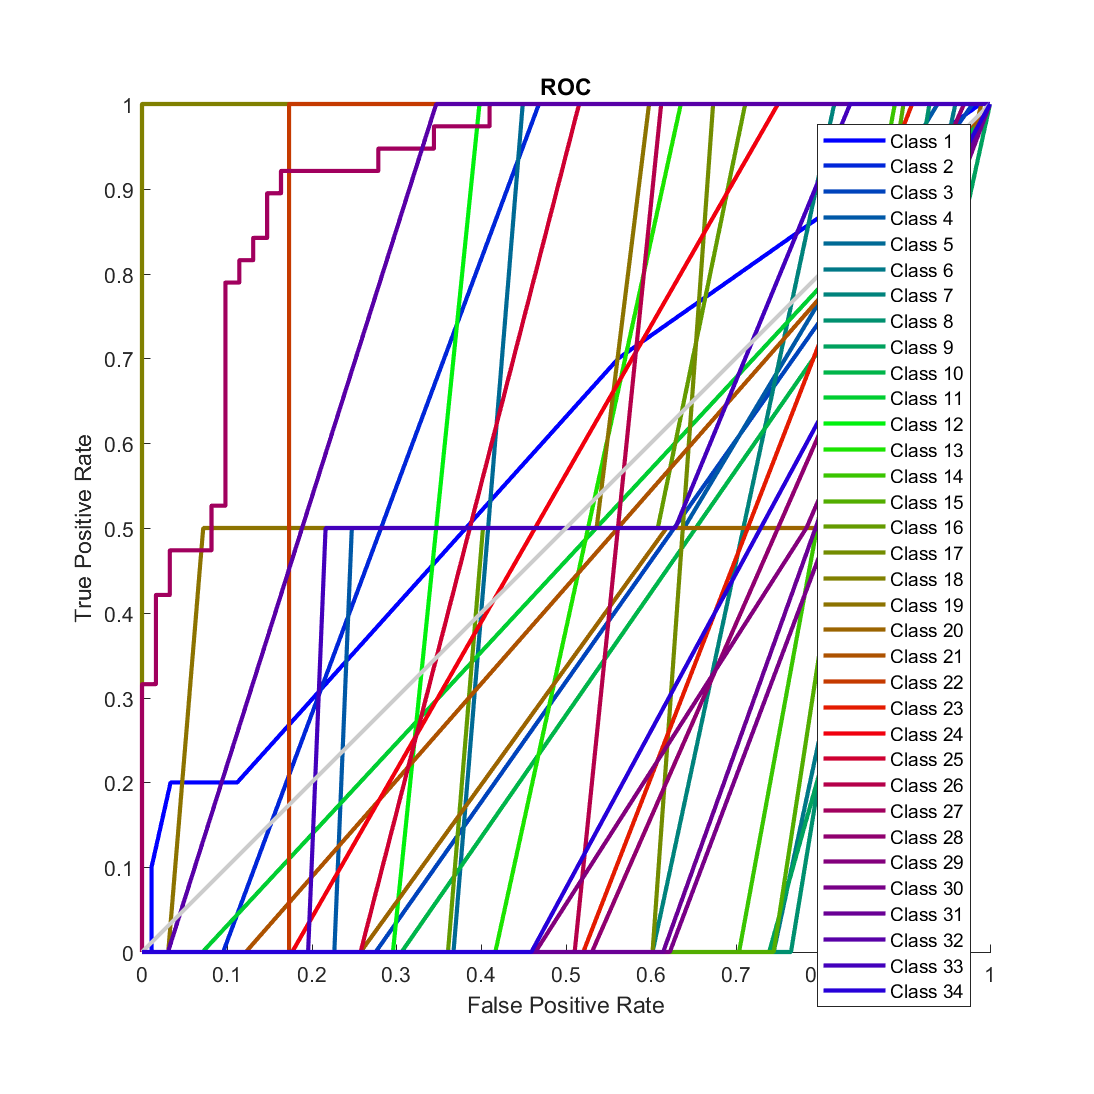 ROC
1
0.9
0.8
0.7
0.6
0.5
0.4
0.3
0.2
0.1
0
True Positive Rate
0 0.1 0.2 0.3 0.4 0.5 0.6 0.7 1
False Positive Rate
Class 1
Class 2
Class 3
Class 4
Class 5
Class 6
Class 7
Class 8
Class 9
Class 10
Class 11
Class 12
Class 13
Class 14
Class 15
Class 16
Class 17
Class 18
Class 19
Class 20
Class 21
Class 22
Class 23
Class 24
Class 25
Class 26
Class 27
Class 28
Class 29
Class 30
Class 31
Class 32
Class 33
Class 34